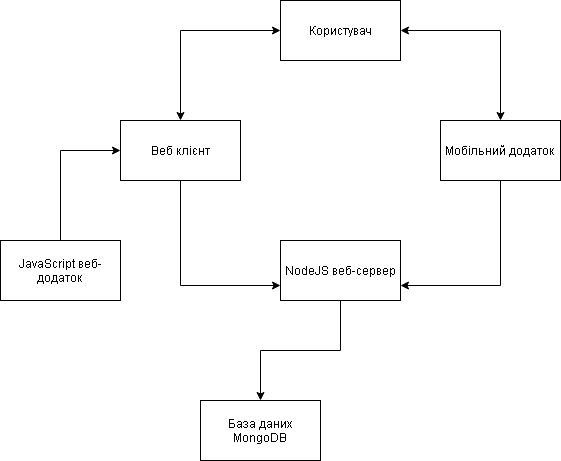 Користувач
Веб клієнт
Мобільний додаток
JavaScript веб-
додаток
NodeJS веб-сервер
База даних
MongoDB